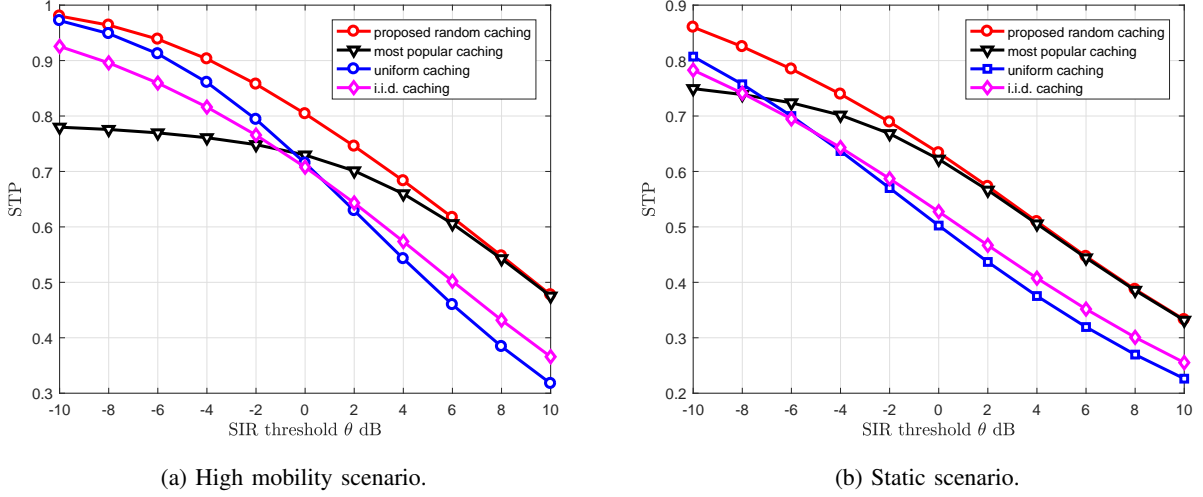 1
0.9
0.8
0.7
0.6
0.5
0.4
0.3
STP
-10 -8 -6 -4 -2 0 2 4 6 8 10
SIR threshold θ dB
proposed random caching
most popular caching
uniform caching
i.i.d. caching
(a) High mobility scenario.
0.9
0.8
0.7
0.6
0.5
0.4
0.3
0.2
STP
-10 -8 -6 -4 -2 0 2 4 6 8 10
SIR threshold θ dB
proposed random caching
most popular caching
uniform caching
i.i.d. caching
(b) Static scenario.